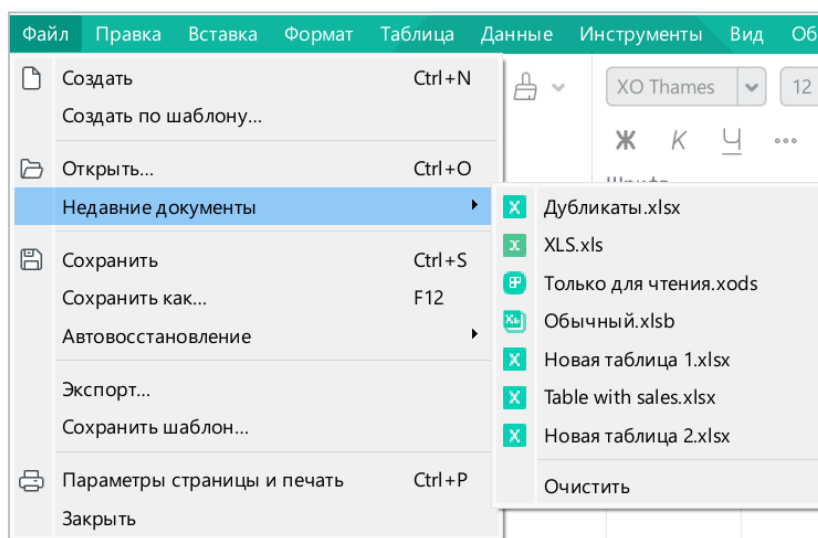 Файл Правка Вставка Формат Таблица Данные Инструменты Вид Об
Создать Ctrl+N
Создать по шаблону...
Открыть... Ctrl+O
Недавние документы
Сохранить Ctrl+S
Сохранить как... F12
Автовосстановление
Экспорт...
Сохранить шаблон...
Параметры страницы и печать Ctrl+P
Закрыть
XO Thames 12
Ж К Ч
Дубликаты.xlsx
XLS.xls
Только для чтения.xods
Обычный.xlsb
Новая таблица 1.xlsx
Table with sales.xlsx
Новая таблица 2.xlsx
Очистить